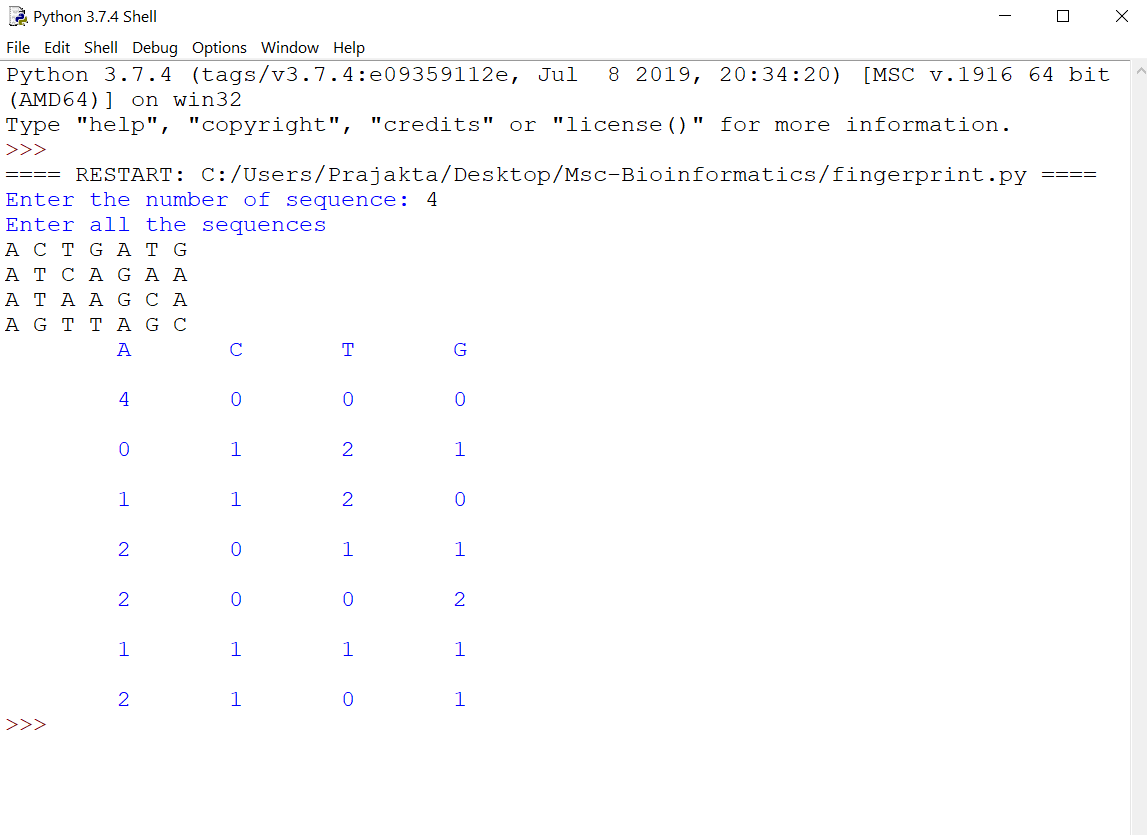 Python 3.7.4 Shell
File Edit Shell Debug Options Window Help
Python 3.7.4 (tags/v3.7.4:e09359112e, Jul  8 2019, 20:34:20) [MSC v.1916 64 bit
(AMD64)] on win32
Type "help", "copyright", "credits" or "license()" for more information.
>>>
==== RESTART: C:/Users/Prajakta/Desktop/Msc-Bioinformatics/fingerprint.py ====
Enter the number of sequence: 4
Enter all the sequences
A C T G A T G
A T C A G A A
A T A A G C A
A G T T A G C
A C T G
4 0 0 0
0 1 2 1
1 1 2 0
2 0 1 1
2 0 0 2
1 1 1 1
2 1 0 1
>>>